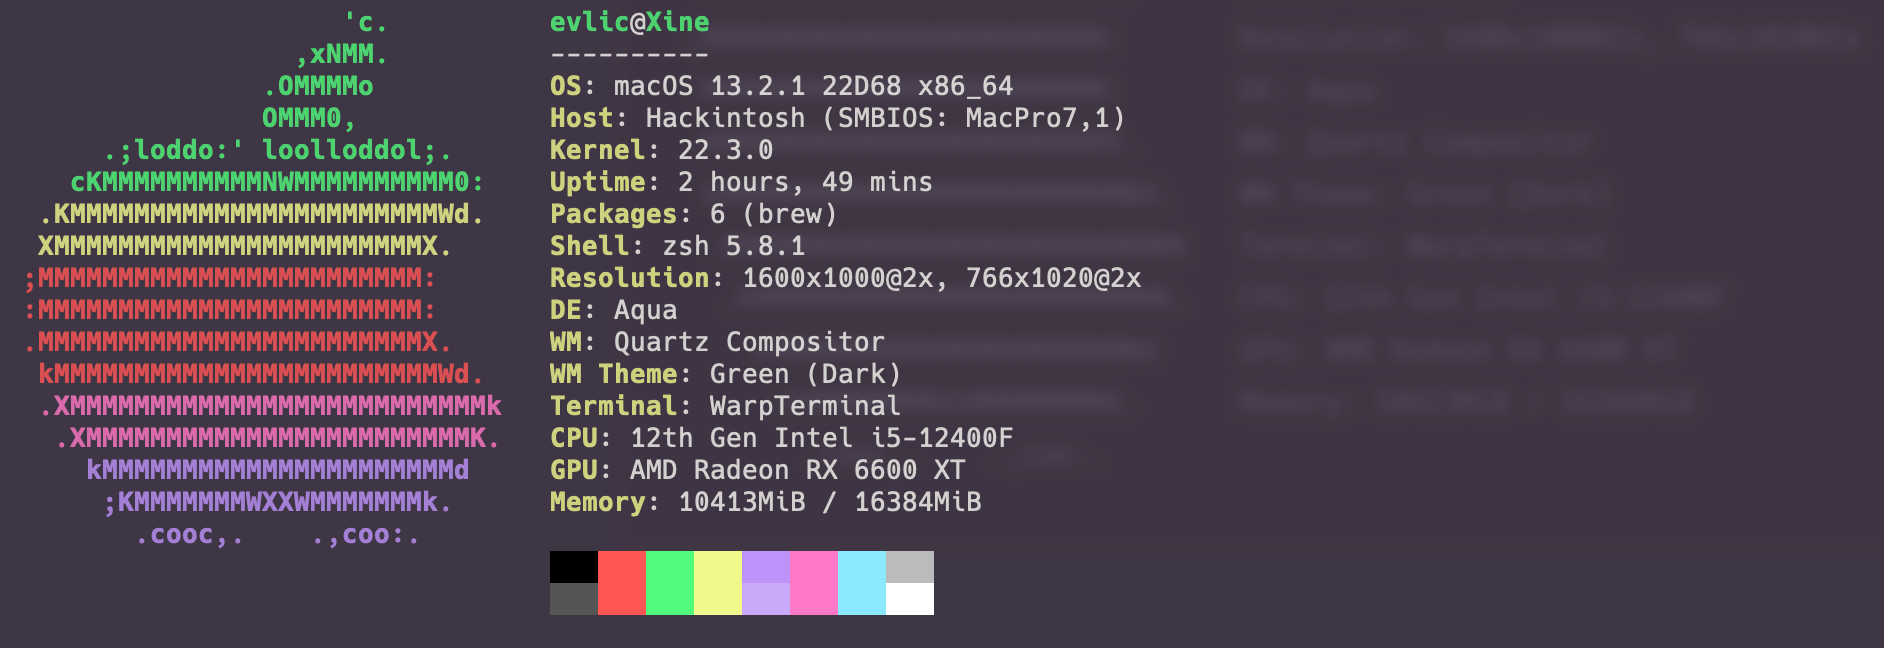 'c.
,xNMM.
.OMMMMo
OMMM0,
.;loddo:' loolloddol;.
cKMMMMMMMMMMNWMMMMMMMMMM0:
.KMMMMMMMMMMMMMMMMMMMMMMMWd.
XMMMMMMMMMMMMMMMMMMMMMMMX.
;MMMMMMMMMMMMMMMMMMMMMMMM:
:MMMMMMMMMMMMMMMMMMMMMMMM:
.MMMMMMMMMMMMMMMMMMMMMMMMX.
kMMMMMMMMMMMMMMMMMMMMMMMMWd.
.XMMMMMMMMMMMMMMMMMMMMMMMMMMk
.XMMMMMMMMMMMMMMMMMMMMMMMMK.
kMMMMMMMMMMMMMMMMMMMMMMd
;KMMMMMMMWXXWMMMMMMMk.
.cooc,. .,coo:.
evlic@Xine
----------
OS: macOS 13.2.1 22D68 x86_64
Host: Hackintosh (SMBIOS: MacPro7,1)
Kernel: 22.3.0
Uptime: 2 hours, 49 mins
Packages: 6 (brew)
Shell: zsh 5.8.1
Resolution: 1600x1000@2x, 766x1020@2x
DE: Aqua
WM: Quartz Compositor
WM Theme: Green (Dark)
Terminal: WarpTerminal
CPU: 12th Gen Intel i5-12400F
GPU: AMD Radeon RX 6600 XT
Memory: 10413MiB / 16384MiB